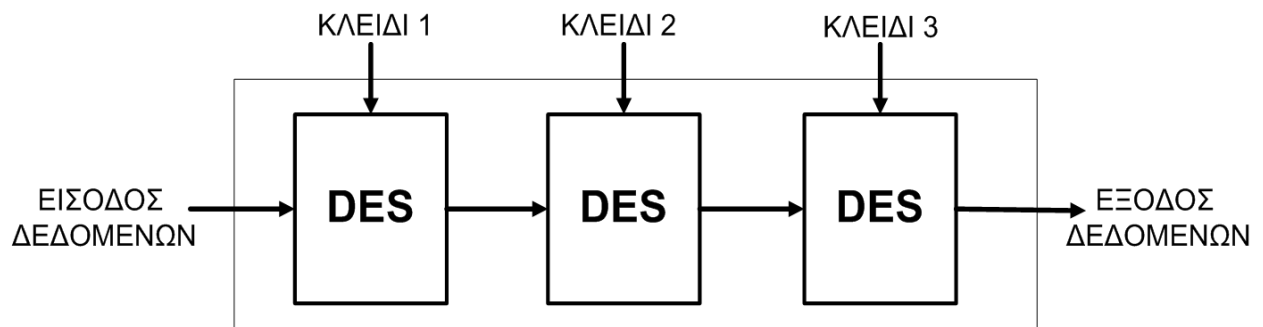 ΚΛΕΙΔΙ 1
ΚΛΕΙΔΙ 2
ΚΛΕΙΔΙ 3
ΕΙΣΟΔΟΣ
ΔΕΔΟΜΕΝΩΝ
DES
DES
DES
ΕΞΟΔΟΣ
ΔΕΔΟΜΕΝΩΝ